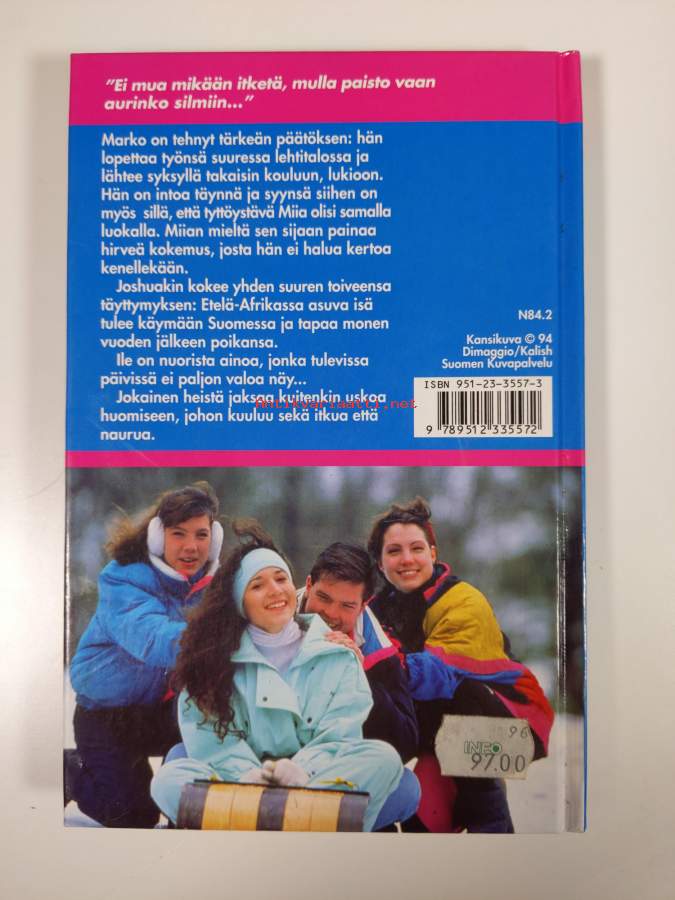 "Ei mua mikään itketä, mulla paisto vaan
aurinko silmiin..."
Marko on tehnyt tärkeän päätöksen: hän
lopettaa työnsä suuressa lehtitalossa ja
lähtee syksyllä takaisin kouluun, lukioon.
Hän on intoa täynnä ja syynsä siihen on
myös sillä, että tyttöystävä Miia olisi samalla
luokalla. Miian mieltä sen sijaan painaa
hirveä kokemus, josta hän ei halua kertoa
kenellekään.
Joshuakin kokee yhden suuren toiveensa
täyttymyksen: Etelä-Afrikassa asuva isä
tulee käymään Suomessa ja tapaa monen
vuoden jälkeen poikansa.
Ile on nuorista ainoa, jonka tulevissa
päivissä ei paljon valoa näy...
Jokainen heistä jaksaa kuitenkin uskoa
huomiseen, johon kuuluu sekä itkua että
naurua.
Antikvariaatti.net
N84.2
Kansikuva © 94
Dimaggio/Kalish
Suomen Kuvapalvelu
ISBN 951-23-3557-3
9 789512 335572
96
INFO
97.00